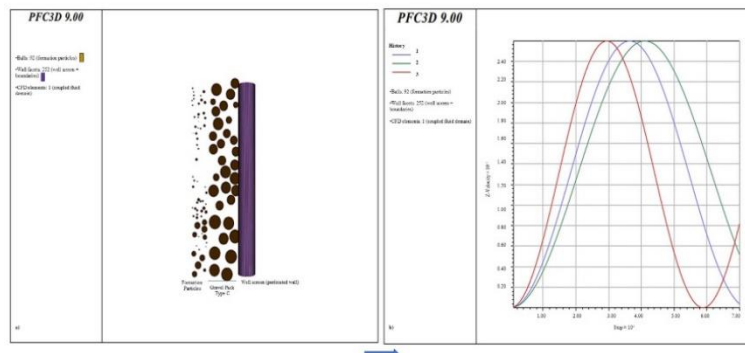 PFC3D 9.00
•Balls: 92 (formation particles)
•Wall facets: 252 (well screen +
boundaries)
•CFD elements: 1 (coupled fluid
domain)
Formation
Particles
Gravel Pack
Type C
Well screen (perforated wall)
a)
PFC3D 9.00
History
1
2
3
•Balls: 92 (formation particles)
•Wall facets: 252 (well screen +
boundaries)
•CFD elements: 1 (coupled fluid domain)
b)
2.40
2.20
2.00
1.80
1.60
1.40
1.20
1.00
0.80
0.60
0.40
0.20
1.00 2.00 3.00 4.00 5.00 6.00 7.00